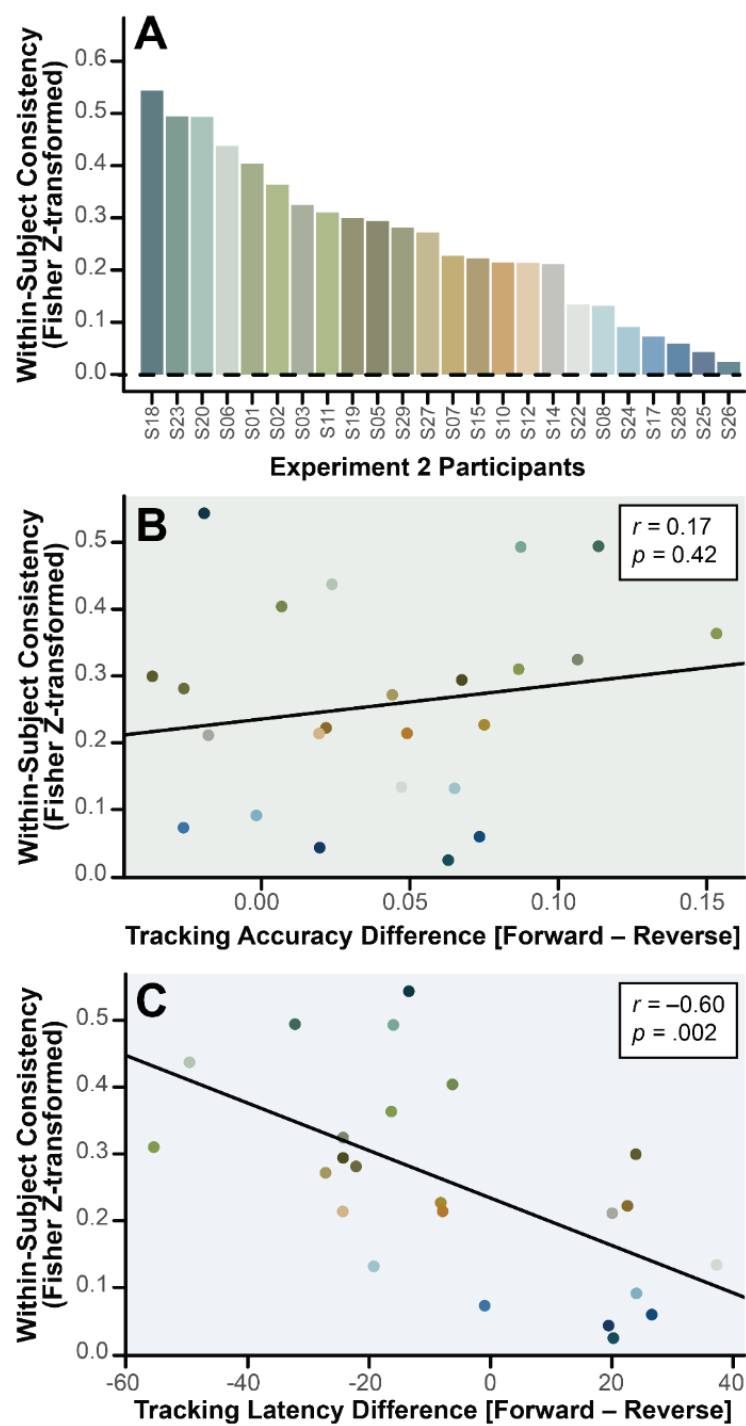 A
Within-Subject Consistency
(Fisher Z-transformed)
0.6
0.5
0.4
0.3
0.2
0.1
0.0
S18 S23 S20 S06 S01 S02 S03 S11 S19 S05 S29 S27 S07 S15 S10 S12 S14 S22 S08 S24 S17 S28 S25 S26
Experiment 2 Participants
B
r = 0.17
p = 0.42
Within-Subject Consistency
(Fisher Z-transformed)
0.5
0.4
0.3
0.2
0.1
0.0
0.00 0.05 0.10 0.15
Tracking Accuracy Difference [Forward – Reverse]
C
r = –0.60
p = .002
Within-Subject Consistency
(Fisher Z-transformed)
0.5
0.4
0.3
0.2
0.1
0.0
-60 -40 -20 0 20 40
Tracking Latency Difference [Forward – Reverse]